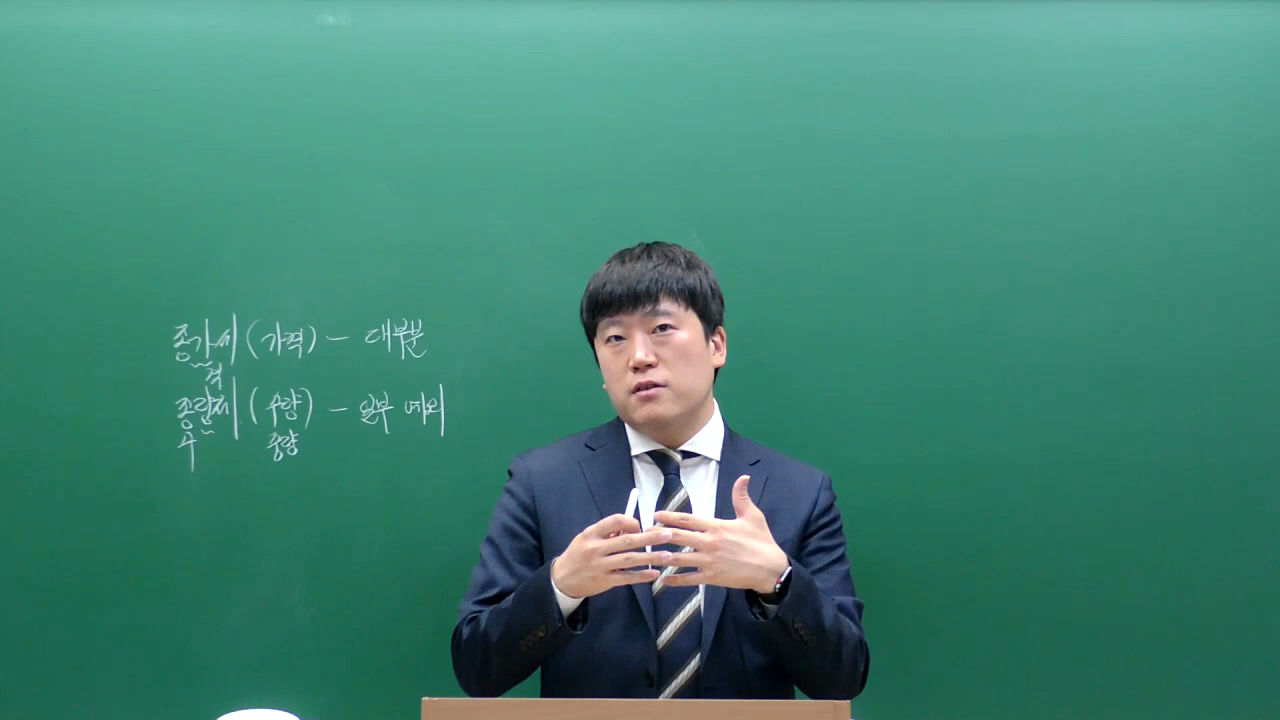 종가세 (가격) - 대부분
격
종량세 (수량) - 일부 예외
수 중량